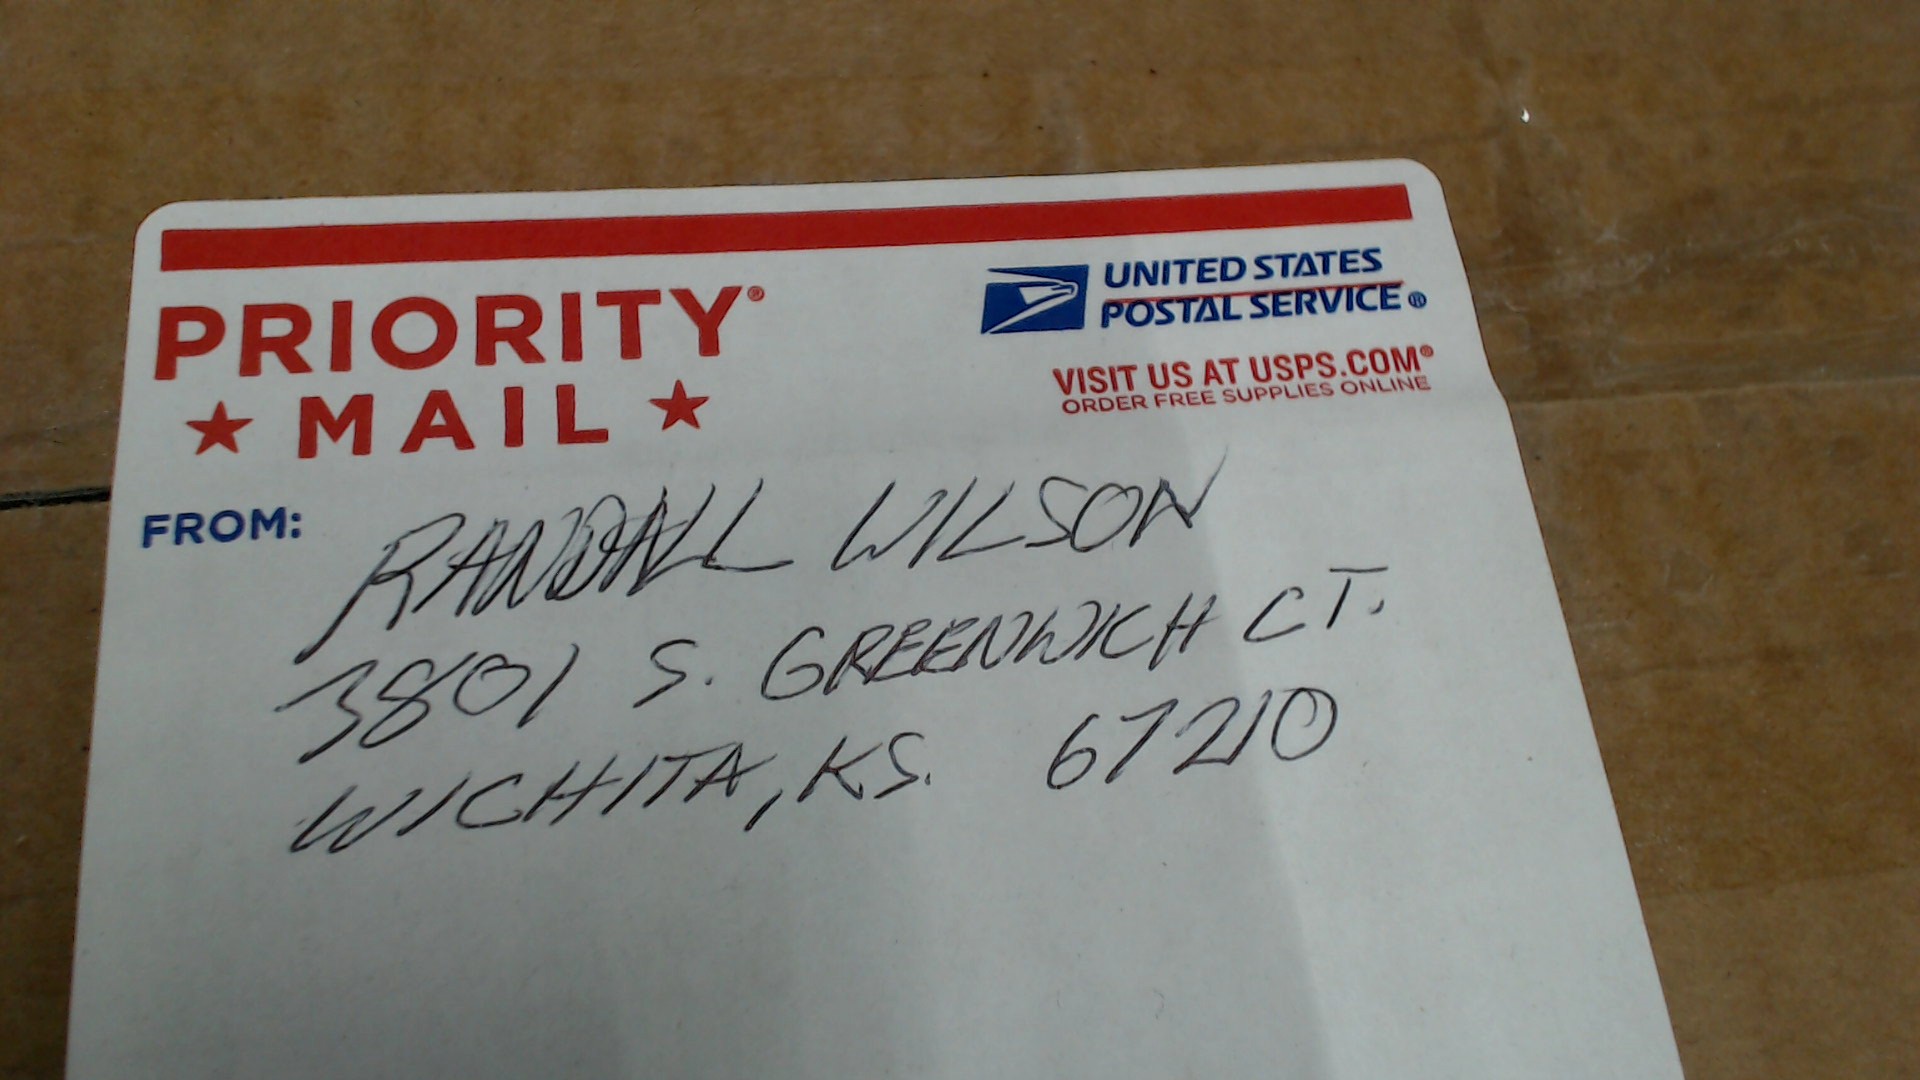 PRIORITY®
★ MAIL ★
UNITED STATES
POSTAL SERVICE®
VISIT US AT USPS.COM®
ORDER FREE SUPPLIES ONLINE
FROM: RANDALL WILSON
3801 S. GREENWICH CT.
WICHITA, KS. 67210